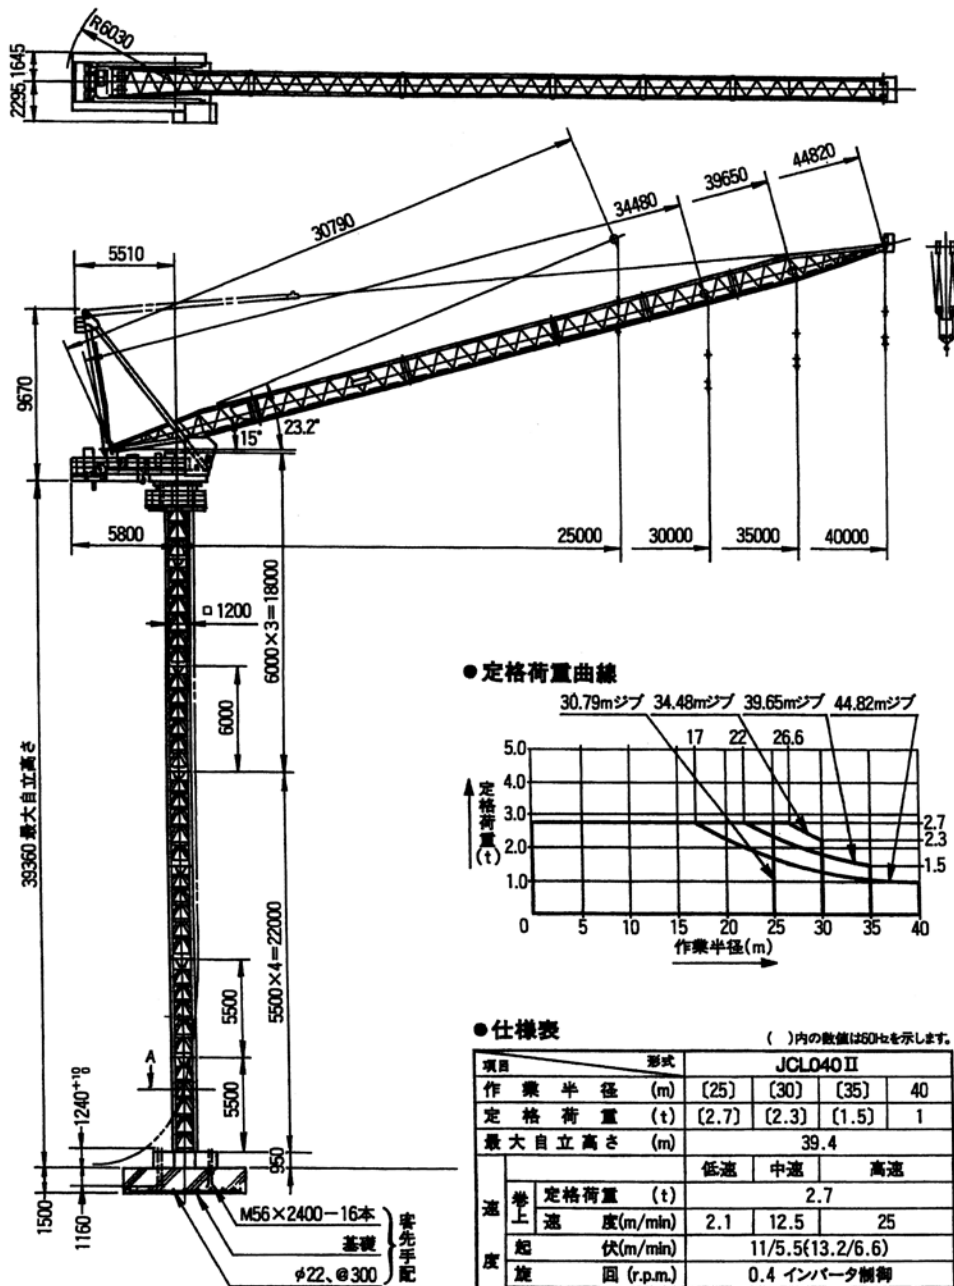 R6030
1645
2295
44820
39650
34480
30790
5510
9670
15°
23.2°
5800
25000
30000
35000
40000
□1200
6000×3=18000
6000
39360 最大自立高さ
5500×4=22000
5500
5500
A
1240+10 0
950
1500
1160
M56×2400-16本
基礎
φ22、@300
客先手配
●定格荷重曲線
30.79mジブ 34.48mジブ 39.65mジブ 44.82mジブ
17 22 26.6
5.0
4.0
3.0
2.0
1.0
定格荷重(t)
2.7
2.3
1.5
0 5 10 15 20 25 30 35 40
作業半径(m)
●仕様表
( )内の数値は60Hzを示します。
項目 形式 JCL040Ⅱ
作業半径 (m) 〔25〕 〔30〕 〔35〕 40
定格荷重 (t) 〔2.7〕 〔2.3〕 〔1.5〕 1
最大自立高さ (m) 39.4
低速 中速 高速
速度 巻上 定格荷重 (t) 2.7
速度(m/min) 2.1 12.5 25
起伏(m/min) 11/5.5(13.2/6.6)
旋回(r.p.m.) 0.4 インバータ制御